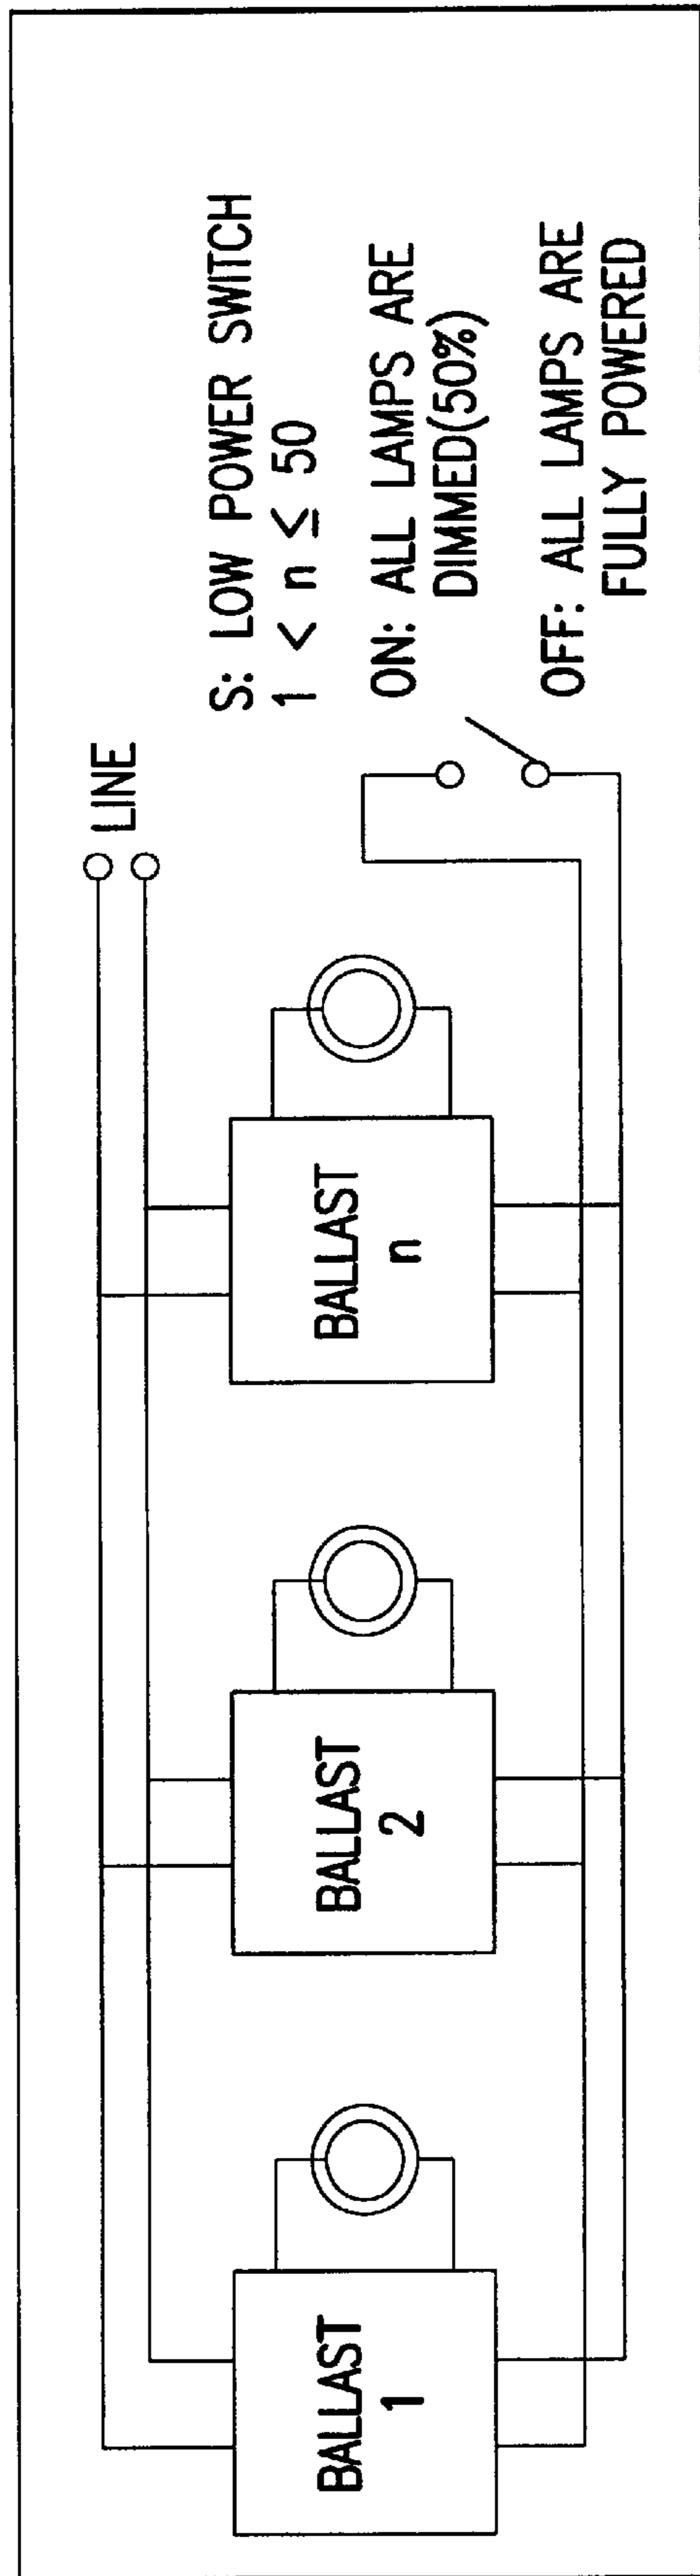 LINE
S: LOW POWER SWITCH
1 < n ≤ 50
ON: ALL LAMPS ARE
DIMMED(50%)
OFF: ALL LAMPS ARE
FULLY POWERED
BALLAST
1
BALLAST
2
BALLAST
n